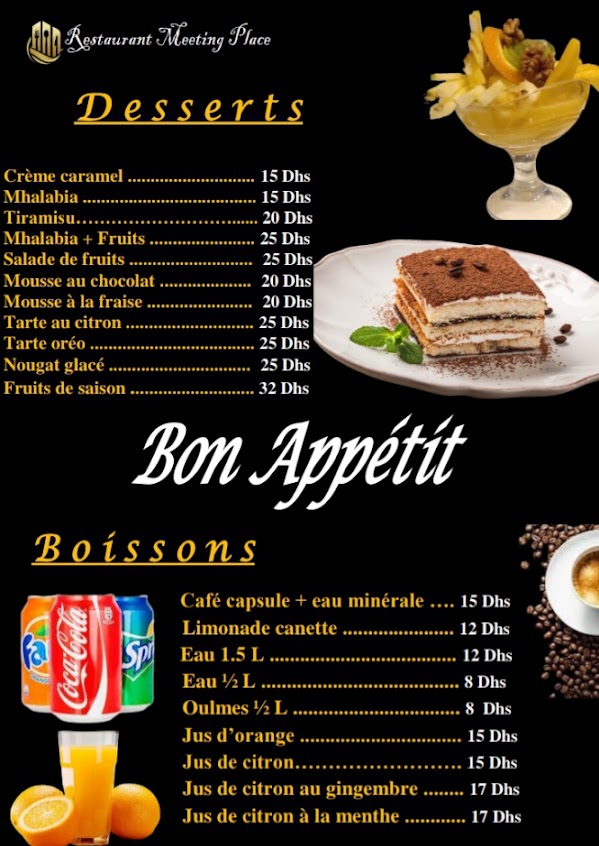 Restaurant Meeting Place
Desserts
Crème caramel ............................ 15 Dhs
Mhalabia ...................................... 15 Dhs
Tiramisu……………………....... 20 Dhs
Mhalabia + Fruits ....................... 25 Dhs
Salade de fruits ........................... 25 Dhs
Mousse au chocolat .................... 20 Dhs
Mousse à la fraise ....................... 20 Dhs
Tarte au citron ............................ 25 Dhs
Tarte oréo .................................... 25 Dhs
Nougat glacé ............................... 25 Dhs
Fruits de saison ........................... 32 Dhs
Bon Appétit
Boissons
Fa
Coca-Cola
Spri
Café capsule + eau minérale …. 15 Dhs
Limonade canette ........................ 12 Dhs
Eau 1.5 L ........................................ 12 Dhs
Eau ½ L .......................................... 8 Dhs
Oulmes ½ L ................................... 8 Dhs
Jus d’orange .................................. 15 Dhs
Jus de citron……………………. 15 Dhs
Jus de citron au gingembre ........ 17 Dhs
Jus de citron à la menthe ............ 17 Dhs